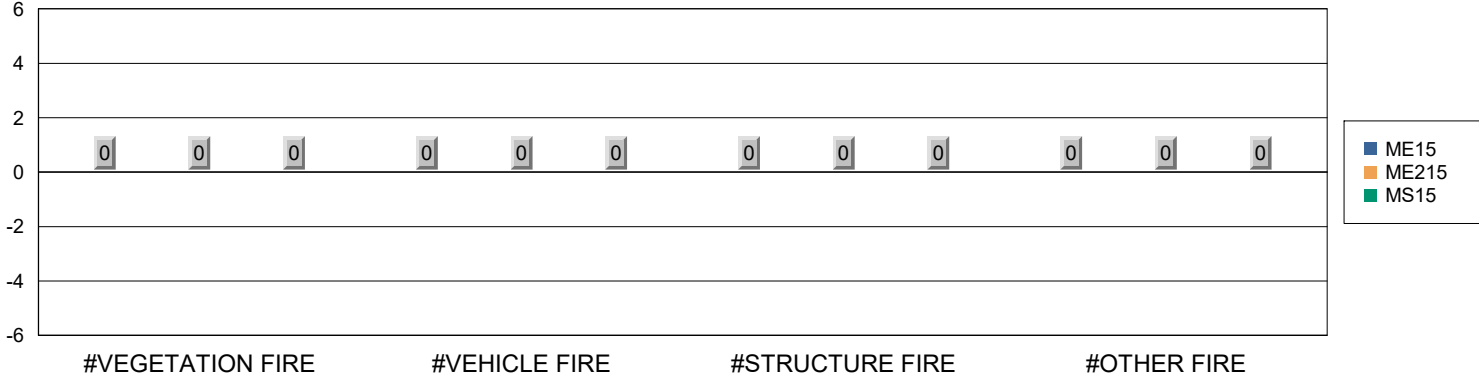 6
4
2
0
-2
-4
-6
0 0 0 0 0 0 0 0 0 0 0 0
#VEGETATION FIRE #VEHICLE FIRE #STRUCTURE FIRE #OTHER FIRE
ME15
ME215
MS15